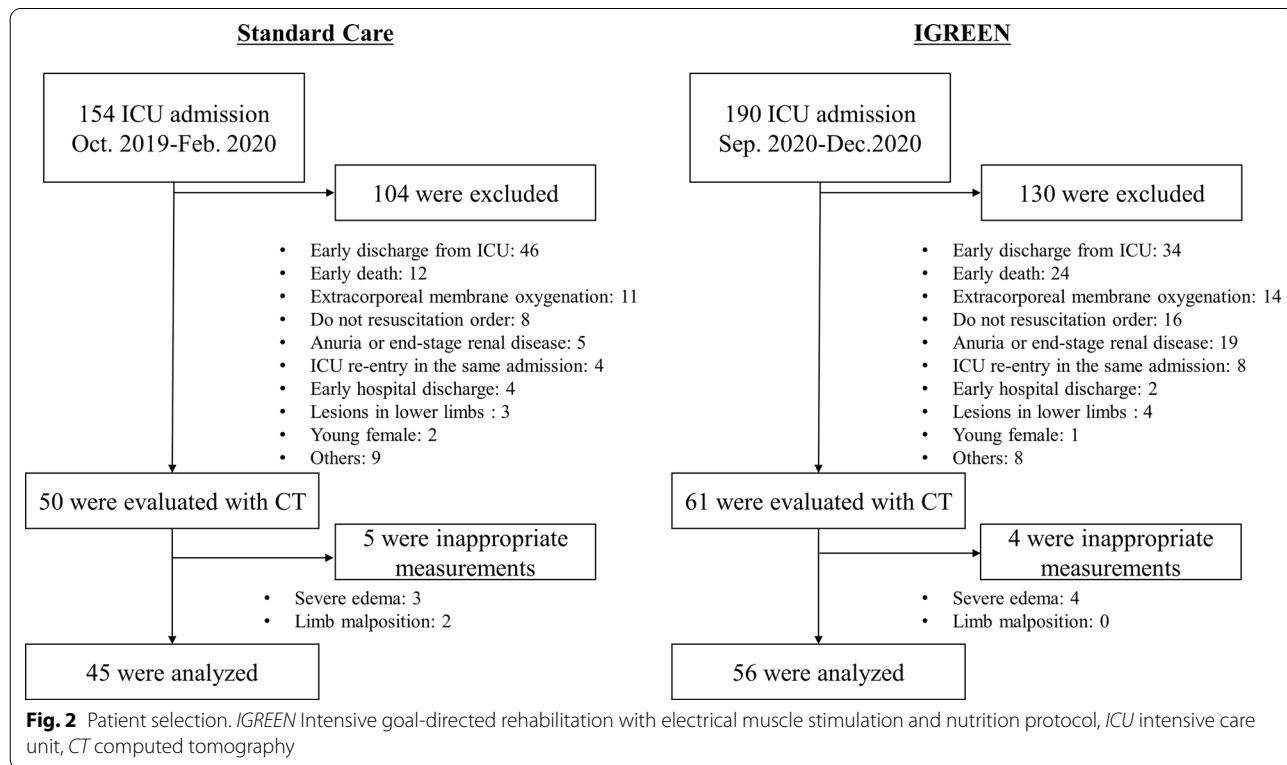 Standard Care
154 ICU admission
Oct. 2019-Feb. 2020
104 were excluded
• Early discharge from ICU: 46
• Early death: 12
• Extracorporeal membrane oxygenation: 11
• Do not resuscitation order: 8
• Anuria or end-stage renal disease: 5
• ICU re-entry in the same admission: 4
• Early hospital discharge: 4
• Lesions in lower limbs : 3
• Young female: 2
• Others: 9
50 were evaluated with CT
5 were inappropriate
measurements
• Severe edema: 3
• Limb malposition: 2
45 were analyzed
IGREEN
190 ICU admission
Sep. 2020-Dec.2020
130 were excluded
• Early discharge from ICU: 34
• Early death: 24
• Extracorporeal membrane oxygenation: 14
• Do not resuscitation order: 16
• Anuria or end-stage renal disease: 19
• ICU re-entry in the same admission: 8
• Early hospital discharge: 2
• Lesions in lower limbs : 4
• Young female: 1
• Others: 8
61 were evaluated with CT
4 were inappropriate
measurements
• Severe edema: 4
• Limb malposition: 0
56 were analyzed
Fig. 2 Patient selection. IGREEN Intensive goal-directed rehabilitation with electrical muscle stimulation and nutrition protocol, ICU intensive care
unit, CT computed tomography